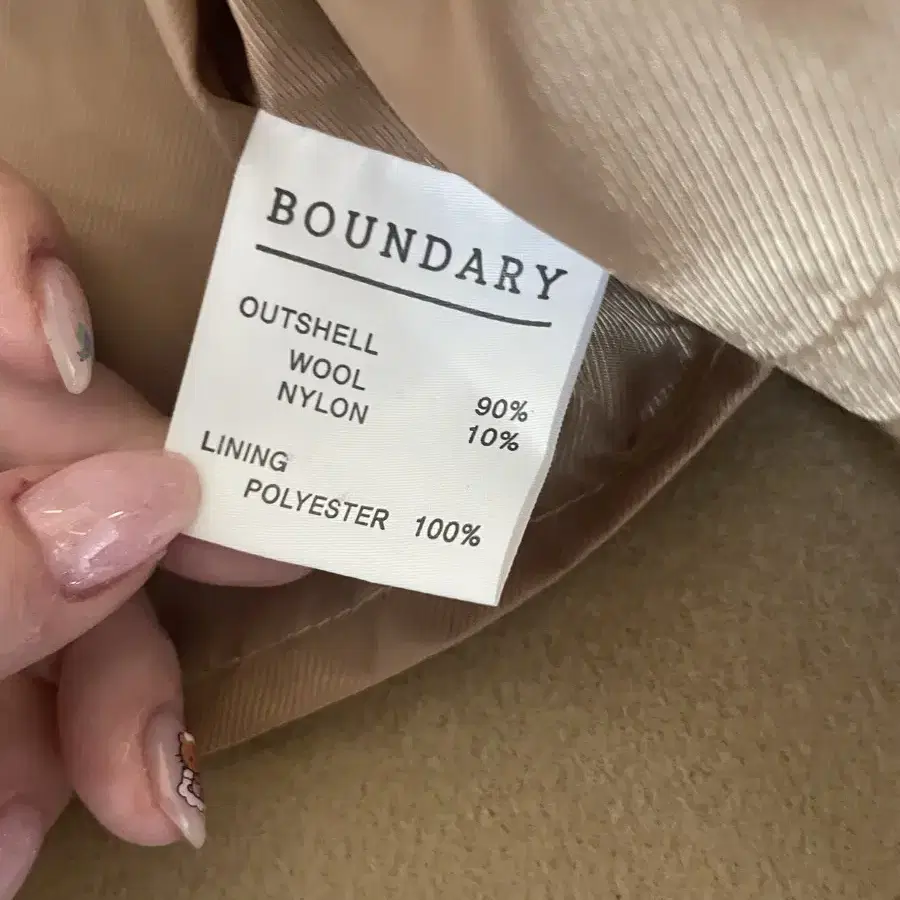 BOUNDARY
OUTSHELL
WOOL 90%
NYLON 10%
LINING
POLYESTER 100%